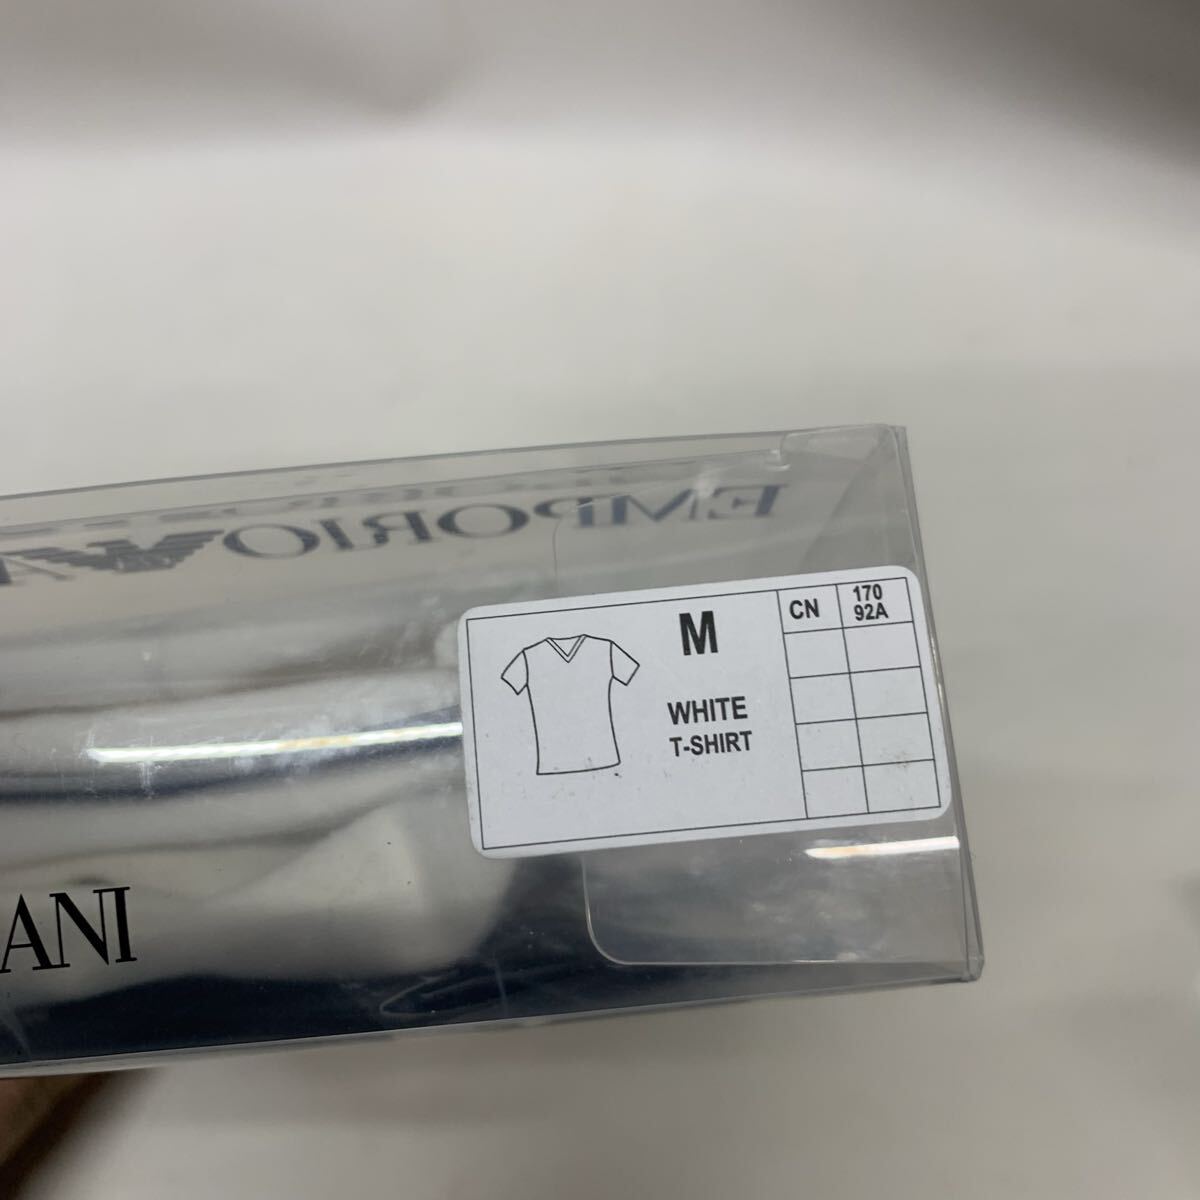 EMPORIO A
M
WHITE
T-SHIRT
CN
170
92A
ANI